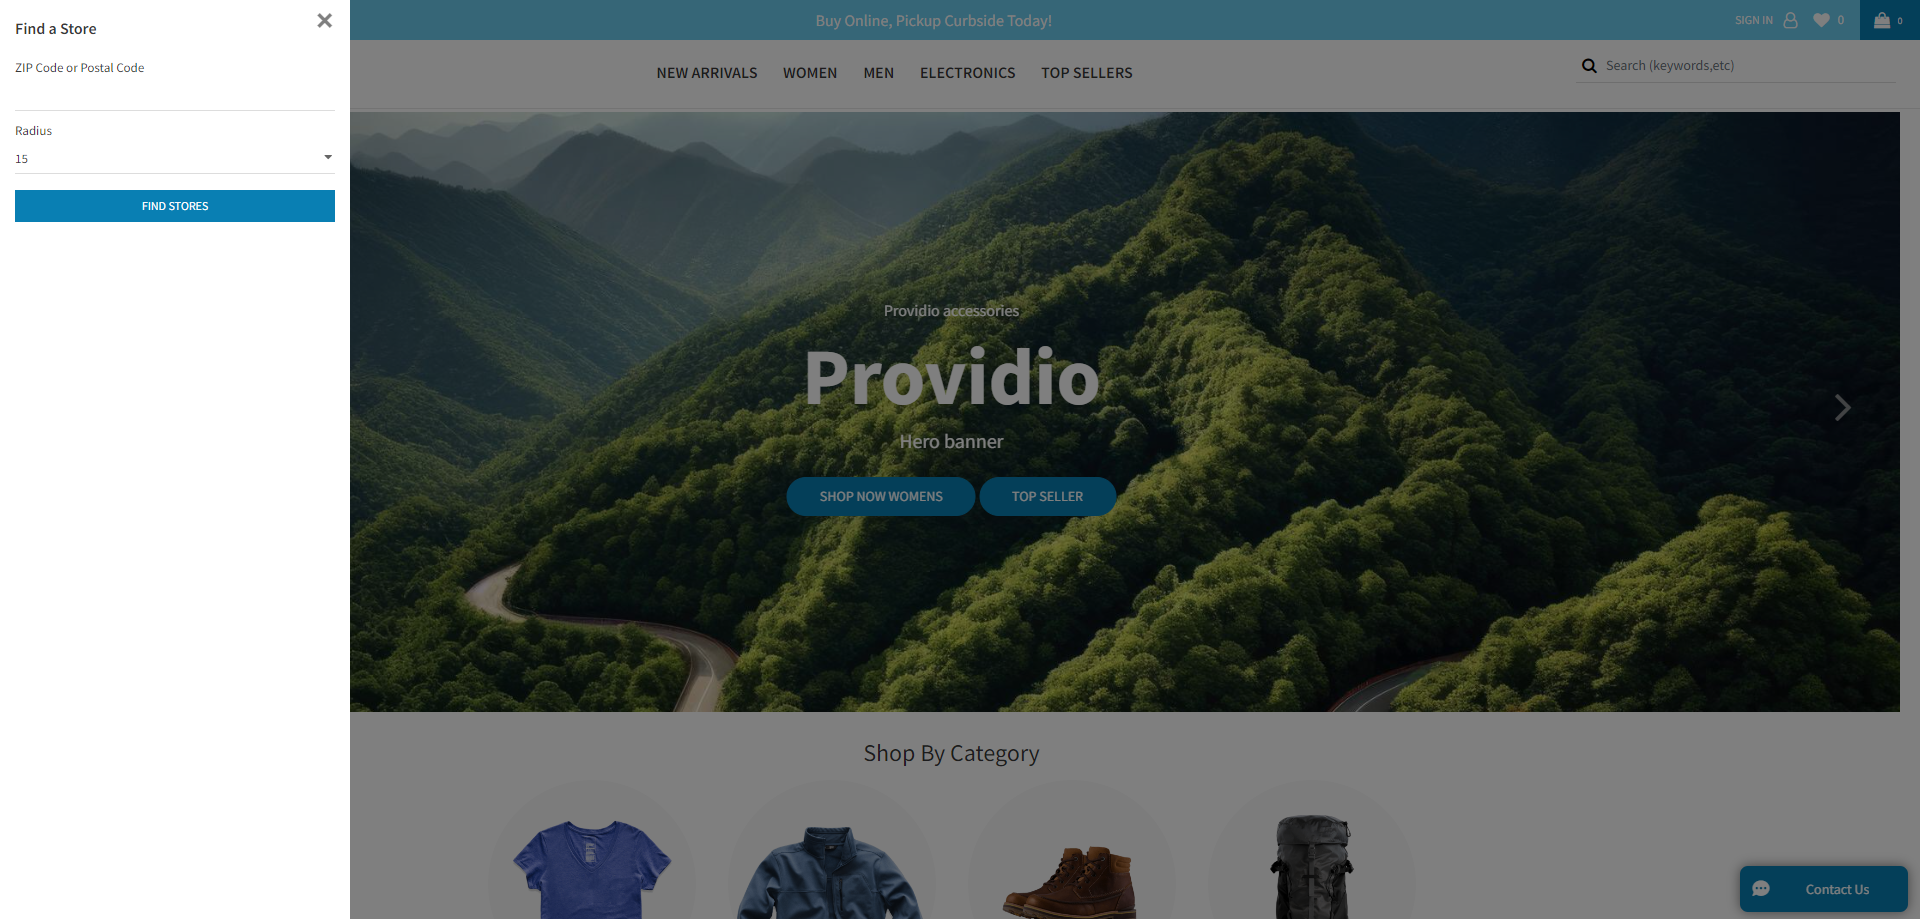 Find a Store
ZIP Code or Postal Code
Radius
15
FIND STORES
Buy Online, Pickup Curbside Today!
SIGN IN
0
0
NEW ARRIVALS
WOMEN
MEN
ELECTRONICS
TOP SELLERS
Search (keywords,etc)
Providio accessories
Providio
Hero banner
SHOP NOW WOMENS
TOP SELLER
Shop By Category
Contact Us